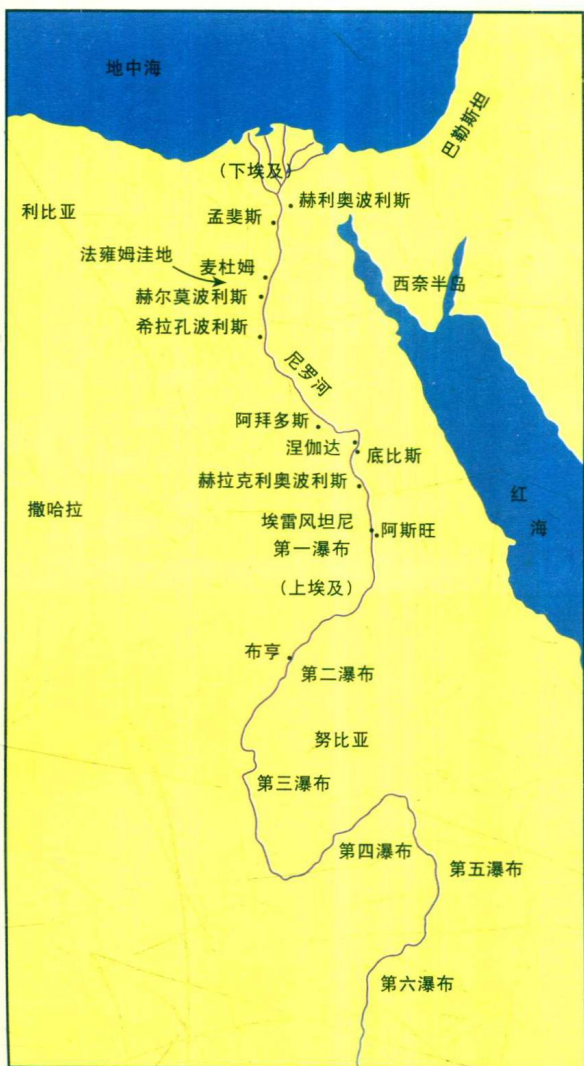 地中海
巴勒斯坦
(下埃及)
赫利奥波利斯
利比亚
孟斐斯
法雍姆洼地
麦杜姆
西奈半岛
赫尔莫波利斯
希拉孔波利斯
尼罗河
阿拜多斯
涅伽达
底比斯
赫拉克利奥波利斯
撒哈拉
红海
埃雷风坦尼
阿斯旺
第一瀑布
(上埃及)
布亨
第二瀑布
努比亚
第三瀑布
第四瀑布
第五瀑布
第六瀑布